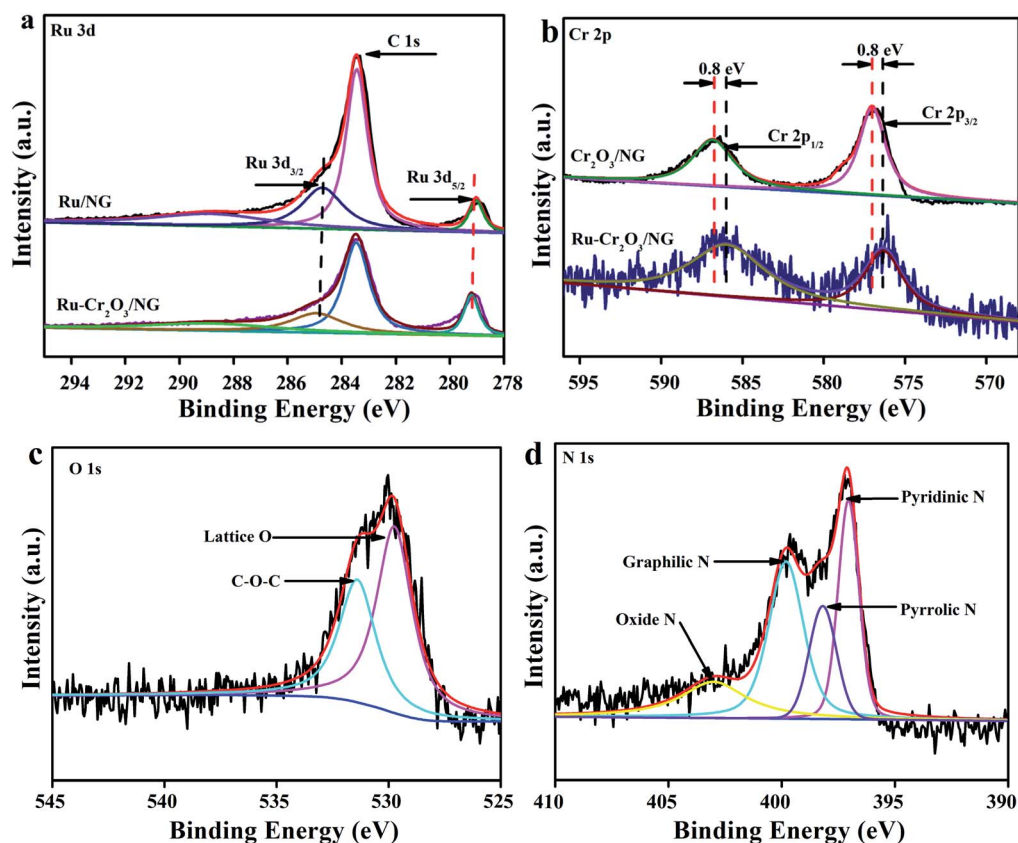 a
Ru 3d
C 1s
Ru 3d3/2
Ru 3d5/2
Ru/NG
Ru-Cr2O3/NG
Intensity (a.u.)
294 292 290 288 286 284 282 280 278
Binding Energy (eV)
b
Cr 2p
0.8 eV
0.8 eV
Cr 2p3/2
Cr 2p1/2
Cr2O3/NG
Ru-Cr2O3/NG
Intensity (a.u.)
595 590 585 580 575 570
Binding Energy (eV)
c
O 1s
Lattice O
C-O-C
Intensity (a.u.)
545 540 535 530 525
Binding Energy (eV)
d
N 1s
Pyridinic N
Graphilic N
Pyrrolic N
Oxide N
Intensity (a.u.)
410 405 400 395 390
Binding Energy (eV)